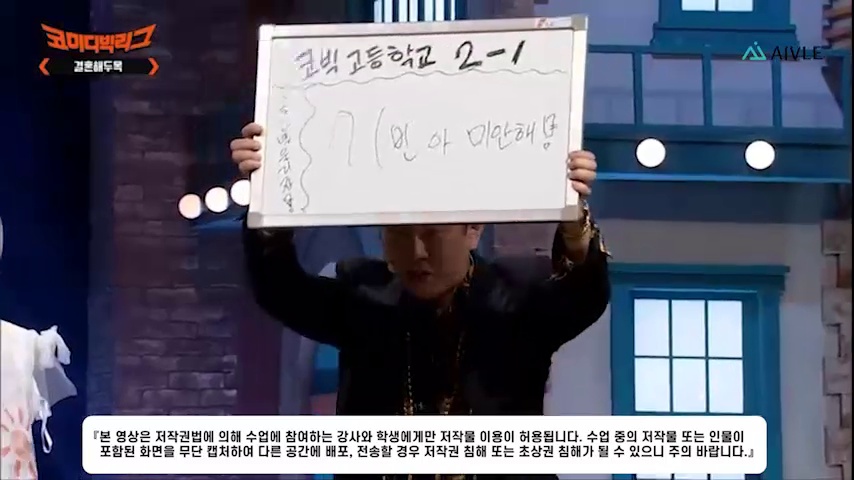 코미디빅리그
결혼해두목
AIVLE
코빅 고등학교 2-1
기빈아 미안해
『본 영상은 저작권법에 의해 수업에 참여하는 강사와 학생에게만 저작물 이용이 허용됩니다. 수업 중의 저작물 또는 인물이
포함된 화면을 무단 캡처하여 다른 공간에 배포, 전송할 경우 저작권 침해 또는 초상권 침해가 될 수 있으니 주의 바랍니다.』